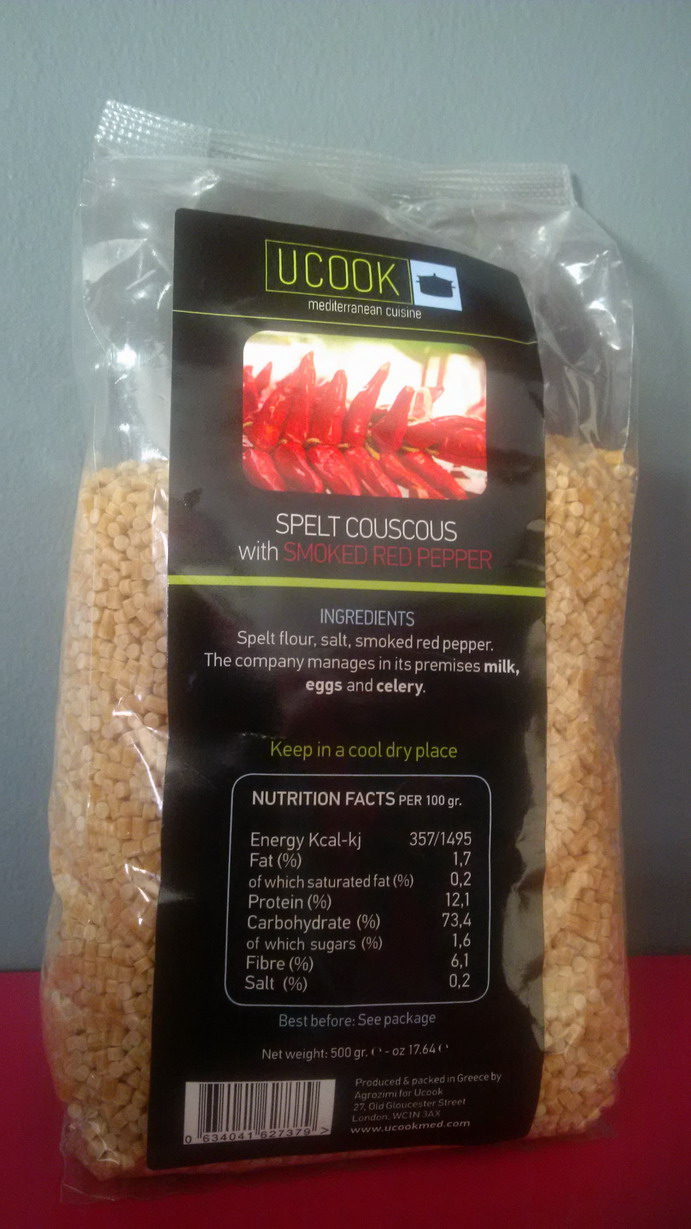 UCOOK
mediterranean cuisine
SPELT COUSCOUS
with SMOKED RED PEPPER
INGREDIENTS
Spelt flour, salt, smoked red pepper.
The company manages in its premises milk,
eggs and celery.
Keep in a cool dry place
NUTRITION FACTS PER 100 gr.
Energy Kcal-kj 357/1495
Fat (%) 1,7
of which saturated fat (%) 0,2
Protein (%) 12,1
Carbohydrate (%) 73,4
of which sugars (%) 1,6
Fibre (%) 6,1
Salt (%) 0,2
Best before: See package
Net weight: 500 gr. ℮ - oz 17.64 ℮
0 634041 627379 >
Produced & packed in Greece by
Agrozimi for Ucook
27, Old Gloucester Street
London, WC1N 3AX
www.ucookmed.com